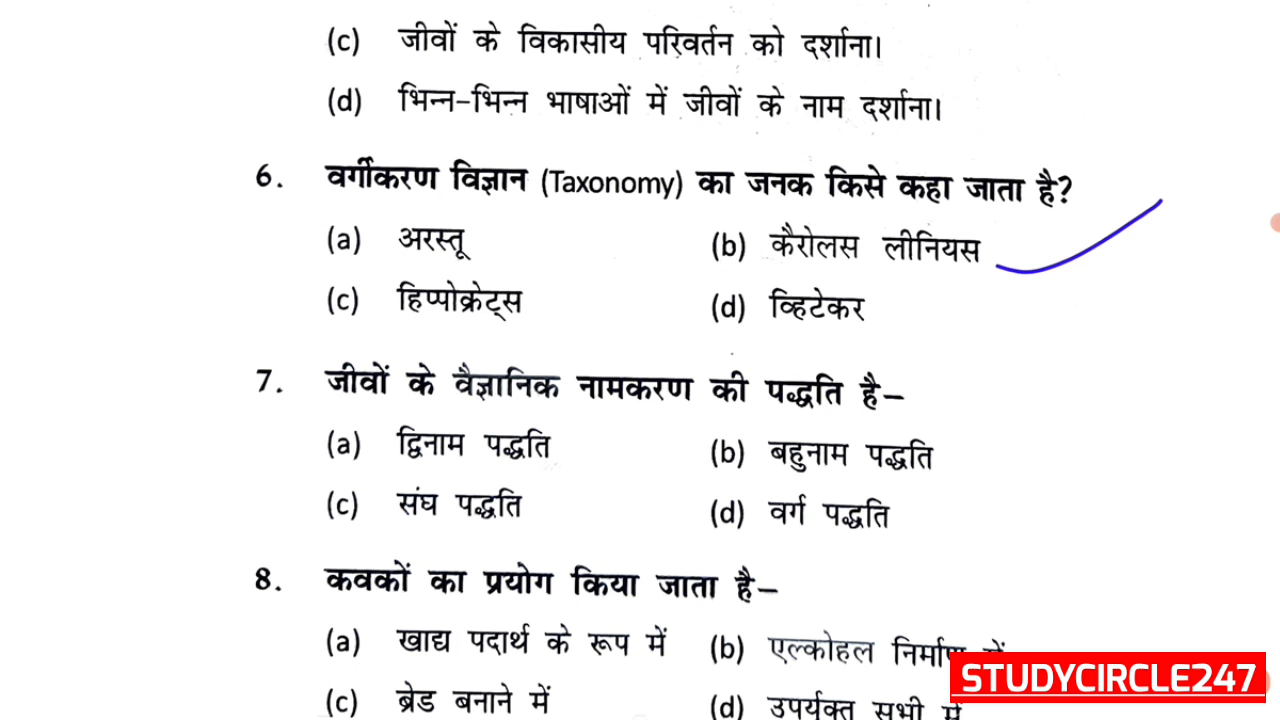 (c) जीवों के विकासीय परिवर्तन को दर्शाना।
(d) भिन्न-भिन्न भाषाओं में जीवों के नाम दर्शाना।
6. वर्गीकरण विज्ञान (Taxonomy) का जनक किसे कहा जाता है?
(a) अरस्तू (b) कैरोलस लीनियस
(c) हिप्पोक्रेट्स (d) व्हिटेकर
7. जीवों के वैज्ञानिक नामकरण की पद्धति है–
(a) द्विनाम पद्धति (b) बहुनाम पद्धति
(c) संघ पद्धति (d) वर्ग पद्धति
8. कवकों का प्रयोग किया जाता है–
(a) खाद्य पदार्थ के रूप में (b) एल्कोहल निर्माण में
(c) ब्रेड बनाने में (d) उपर्युक्त सभी में
STUDYCIRCLE247